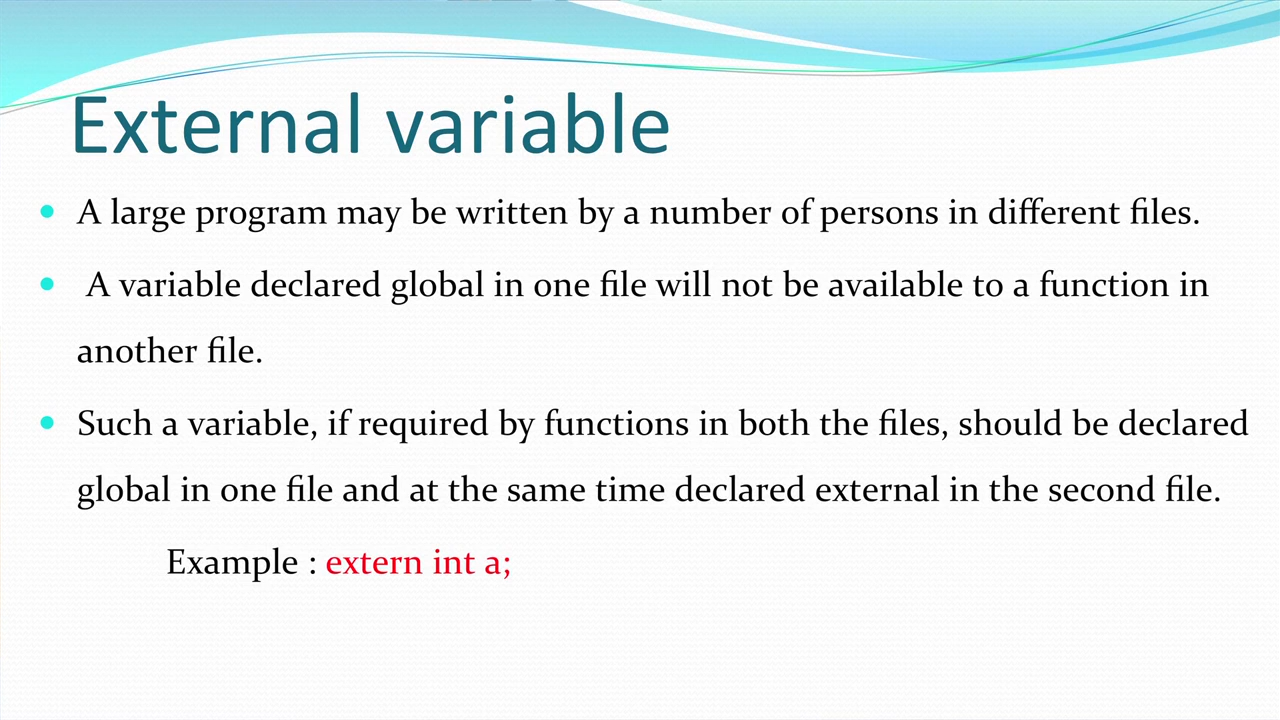 External variable
A large program may be written by a number of persons in different files.
A variable declared global in one file will not be available to a function in
another file.
Such a variable, if required by functions in both the files, should be declared
global in one file and at the same time declared external in the second file.
Example : extern int a;